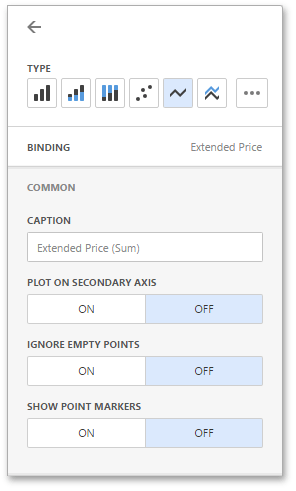 TYPE
BINDING Extended Price
COMMON
CAPTION
Extended Price (Sum)
PLOT ON SECONDARY AXIS
ON OFF
IGNORE EMPTY POINTS
ON OFF
SHOW POINT MARKERS
ON OFF